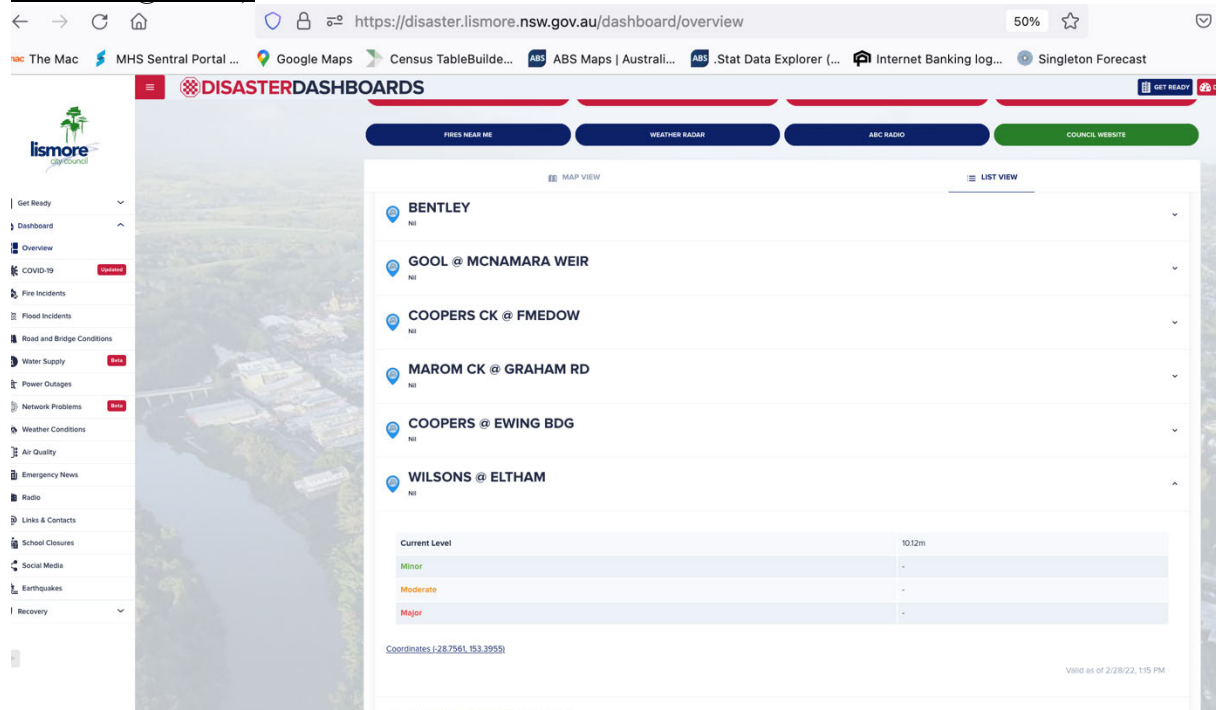 https://disaster.lismore.nsw.gov.au/dashboard/overview
50%
The Mac
MHS Sentral Portal ...
Google Maps
Census TableBuilde...
ABS
ABS Maps | Australi...
ABS
.Stat Data Explorer (...
Internet Banking log...
Singleton Forecast
DISASTERDASHBOARDS
GET READY
lismore
city council
FIRES NEAR ME
WEATHER RADAR
ABC RADIO
COUNCIL WEBSITE
MAP VIEW
LIST VIEW
Get Ready
Dashboard
Overview
COVID-19
Updated
Fire Incidents
Flood Incidents
Road and Bridge Conditions
Water Supply
Beta
Power Outages
Network Problems
Beta
Weather Conditions
Air Quality
Emergency News
Radio
Links & Contacts
School Closures
Social Media
Earthquakes
Recovery
BENTLEY
Nil
GOOL @ MCNAMARA WEIR
Nil
COOPERS CK @ FMEDOW
Nil
MAROM CK @ GRAHAM RD
Nil
COOPERS @ EWING BDG
Nil
WILSONS @ ELTHAM
Nil
Current Level 10.12m
Minor -
Moderate -
Major -
Coordinates (-28.7561, 153.3955)
Valid as of 2/28/22, 1:15 PM